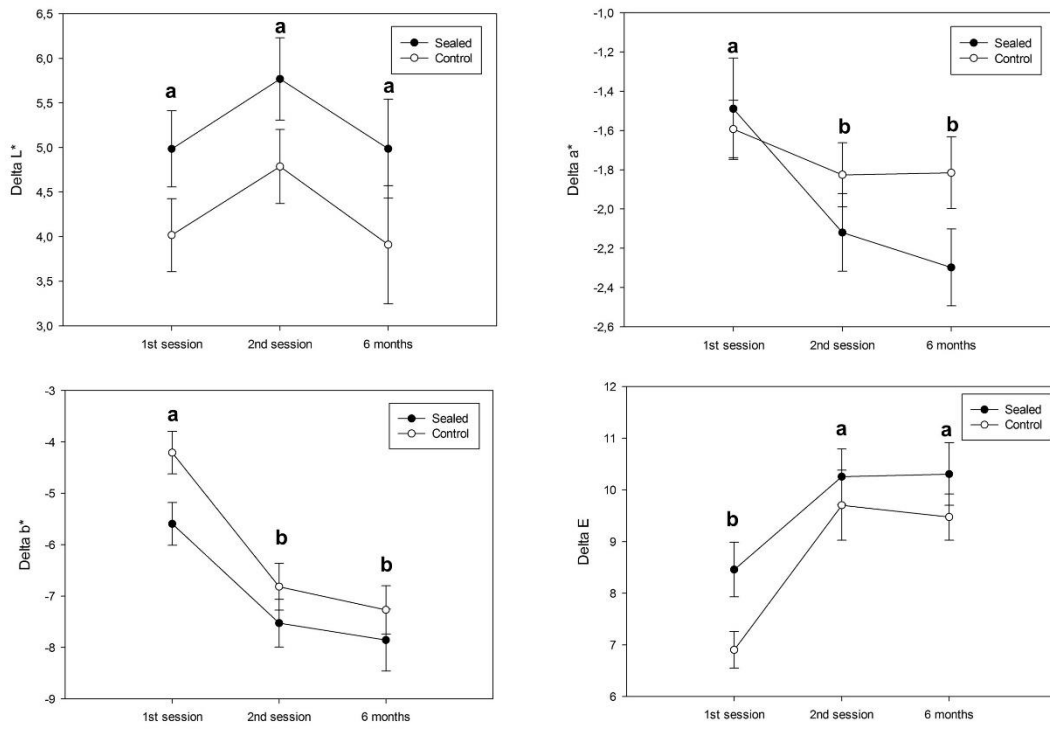 Delta L*
6,5
6,0
5,5
5,0
4,5
4,0
3,5
3,0
a
a
a
Sealed
Control
1st session
2nd session
6 months
Delta a*
-1,0
-1,2
-1,4
-1,6
-1,8
-2,0
-2,2
-2,4
-2,6
a
b
b
Sealed
Control
1st session
2nd session
6 months
Delta b*
-3
-4
-5
-6
-7
-8
-9
a
b
b
Sealed
Control
1st session
2nd session
6 months
Delta E
12
11
10
9
8
7
6
b
a
a
Sealed
Control
1st session
2nd session
6 months